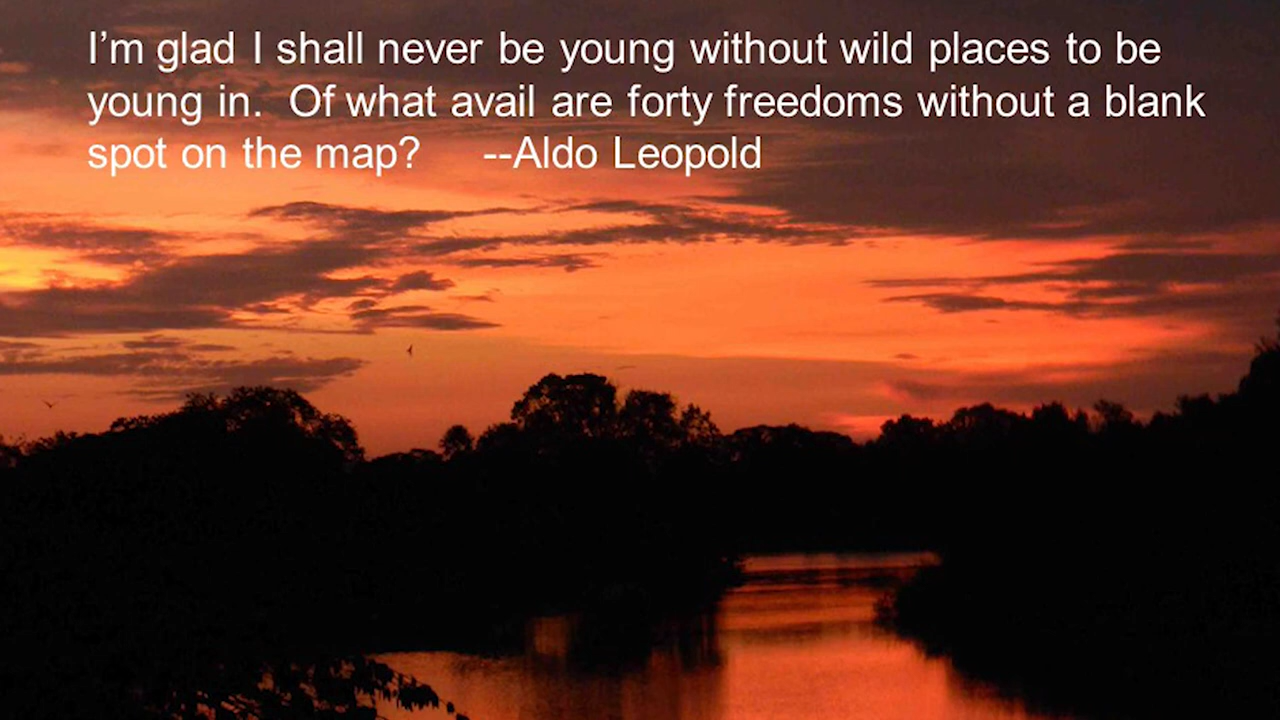 I’m glad I shall never be young without wild places to be
young in.  Of what avail are forty freedoms without a blank
spot on the map?     --Aldo Leopold